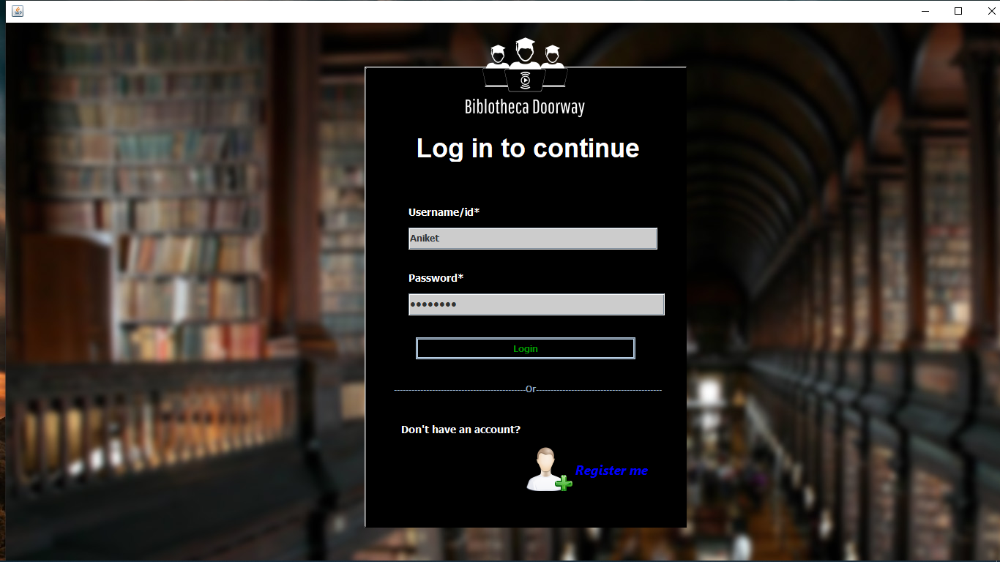 Biblotheca Doorway
Log in to continue
Username/id*
Aniket
Password*
••••••••
Login
---------------------------------------------Or-------------------------------------------
Don't have an account?
Register me